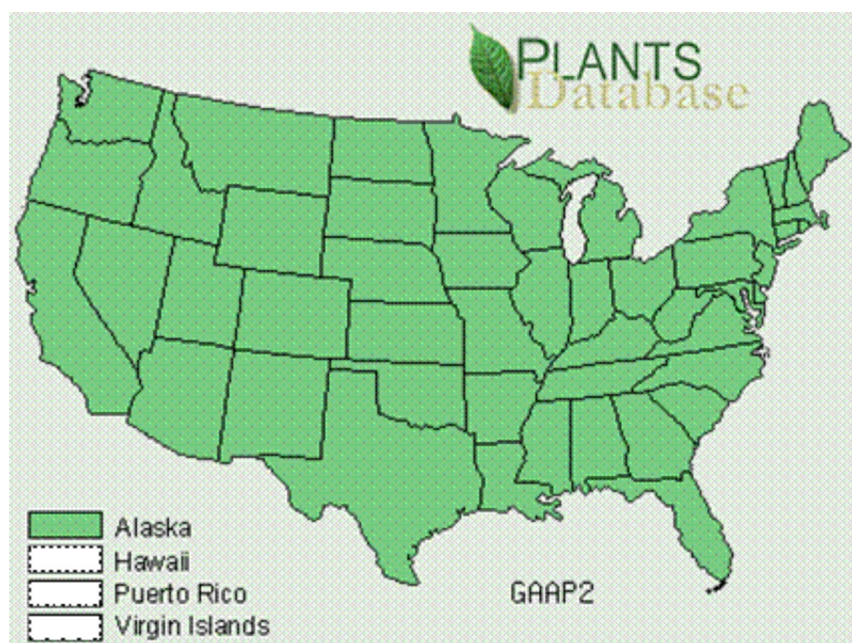 PLANTS
Database
Alaska
Hawaii
Puerto Rico
Virgin Islands
GAAP2